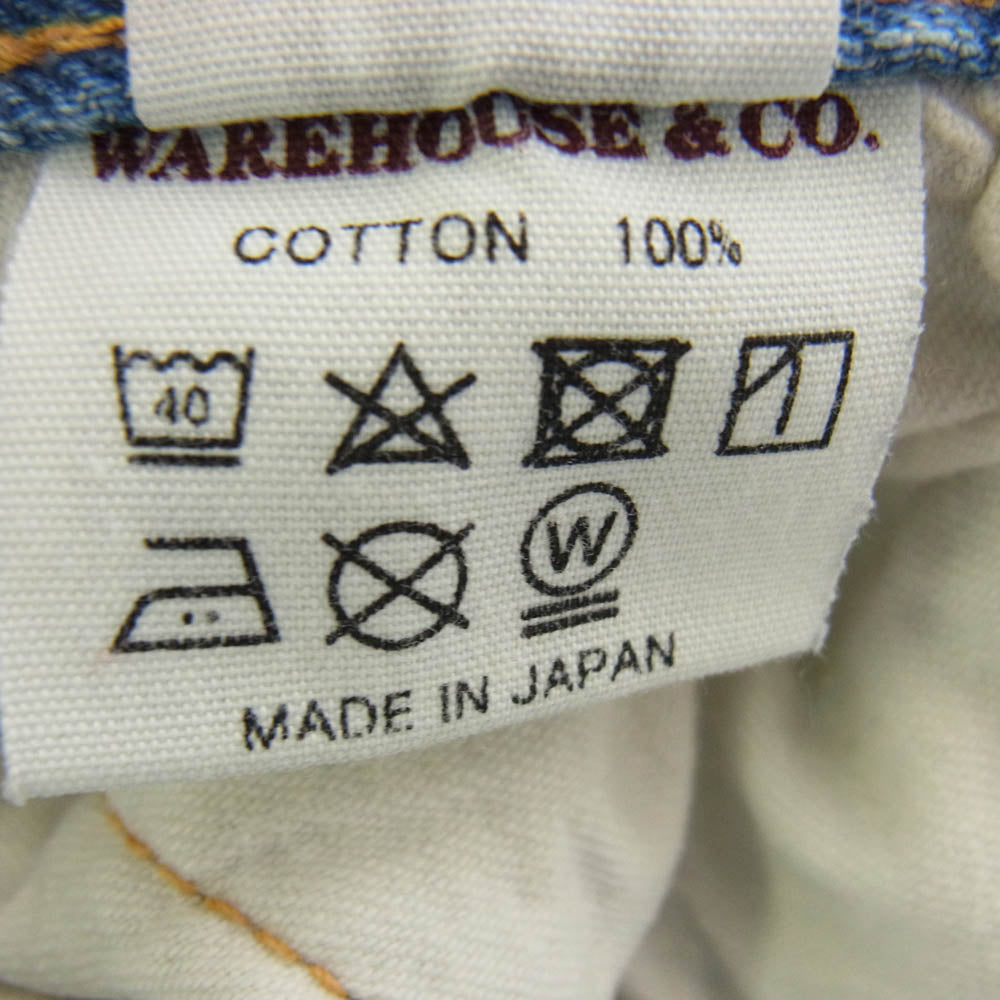 WAREHOUSE & CO.
COTTON 100%
40
W
MADE IN JAPAN